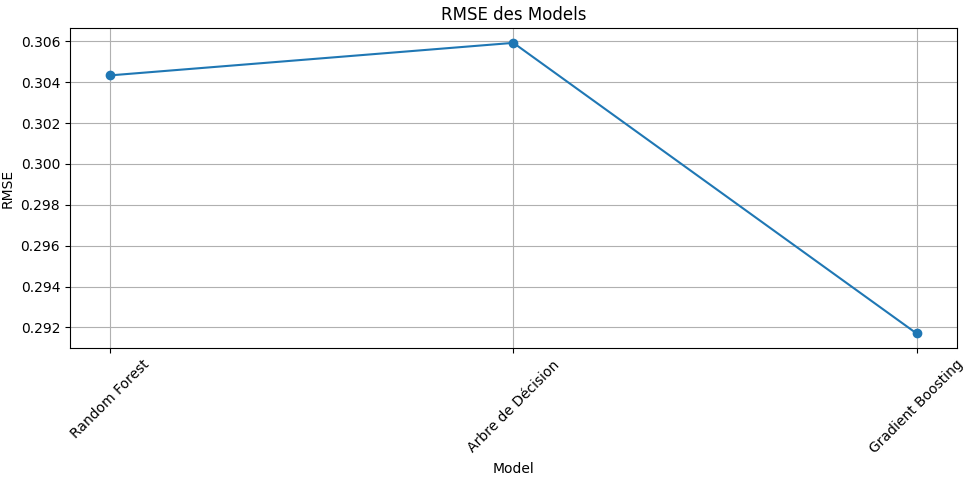 RMSE des Models
0.306
0.304
0.302
0.300
0.298
0.296
0.294
0.292
RMSE
Random Forest
Arbre de Décision
Gradient Boosting
Model